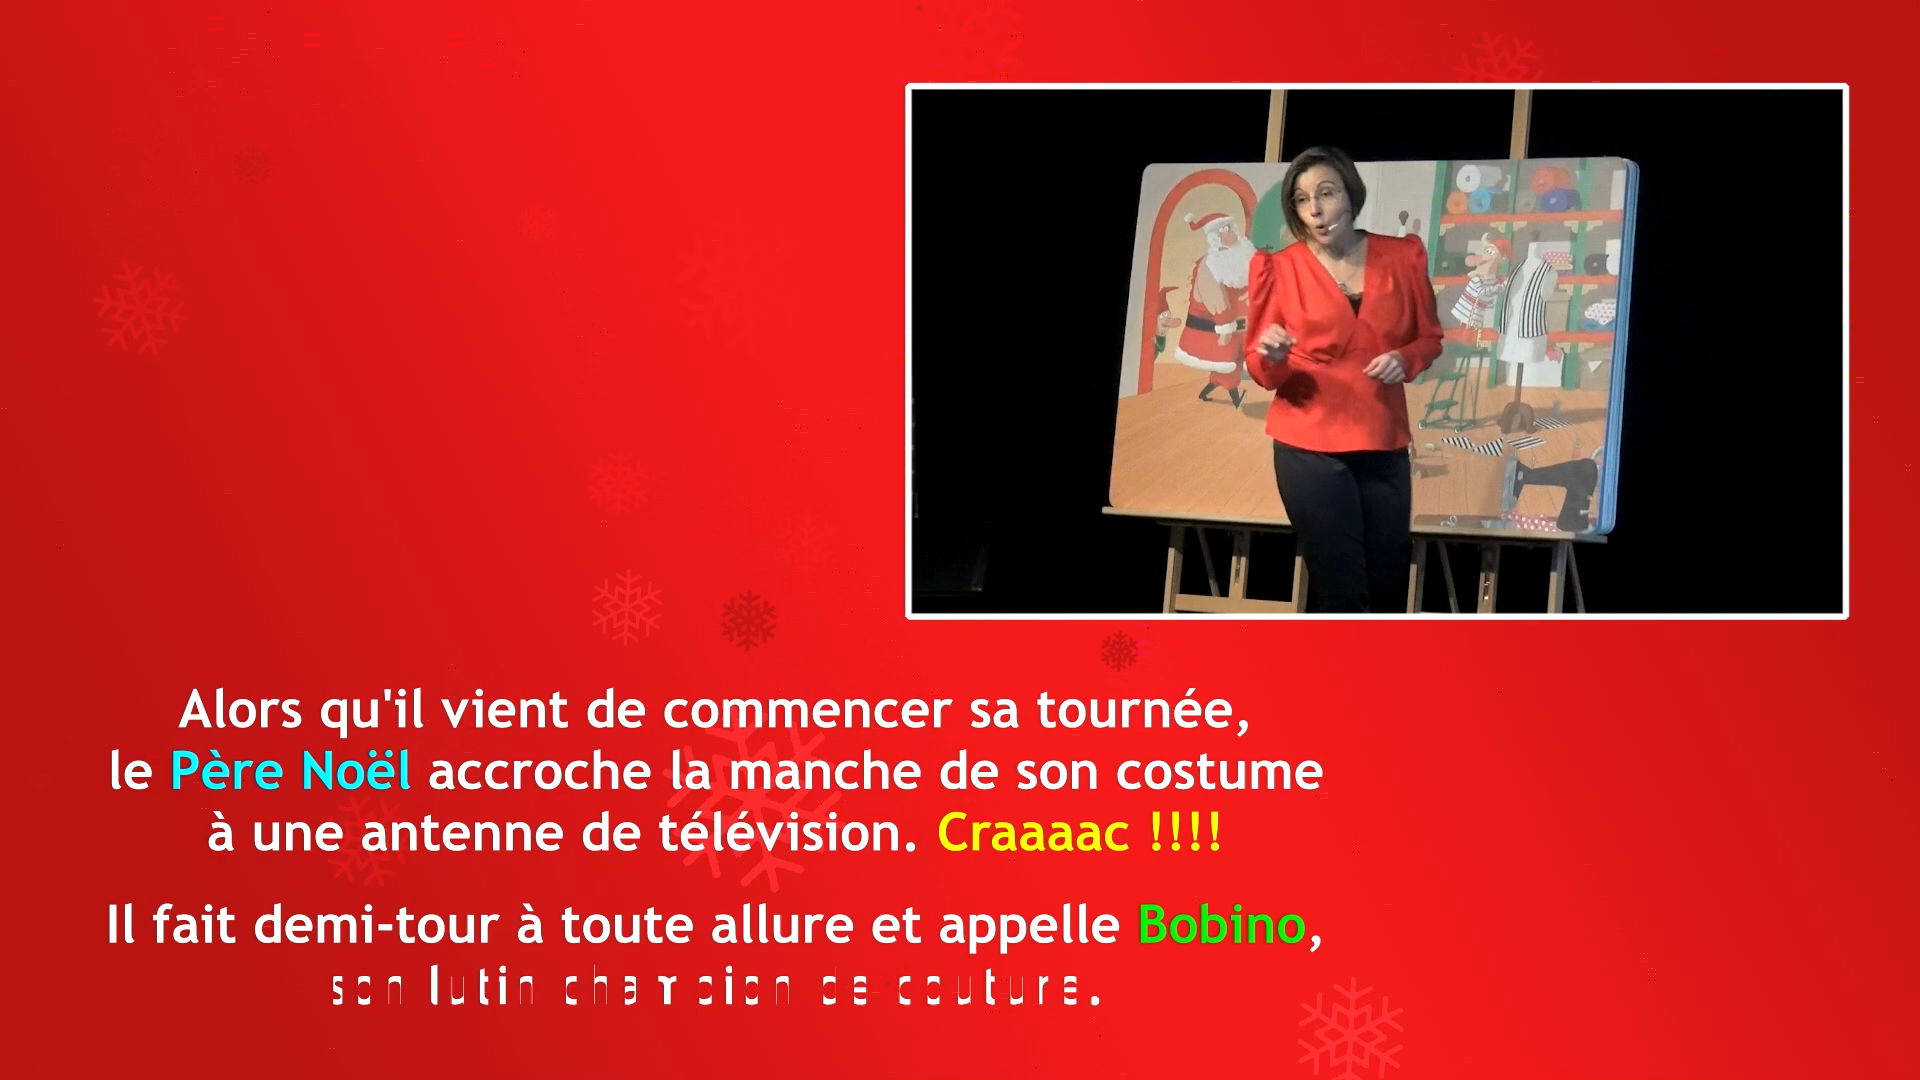 Alors qu'il vient de commencer sa tournée,
le Père Noël accroche la manche de son costume
à une antenne de télévision. Craaaac !!!!
Il fait demi-tour à toute allure et appelle Bobino,
son lutin champion de couture.